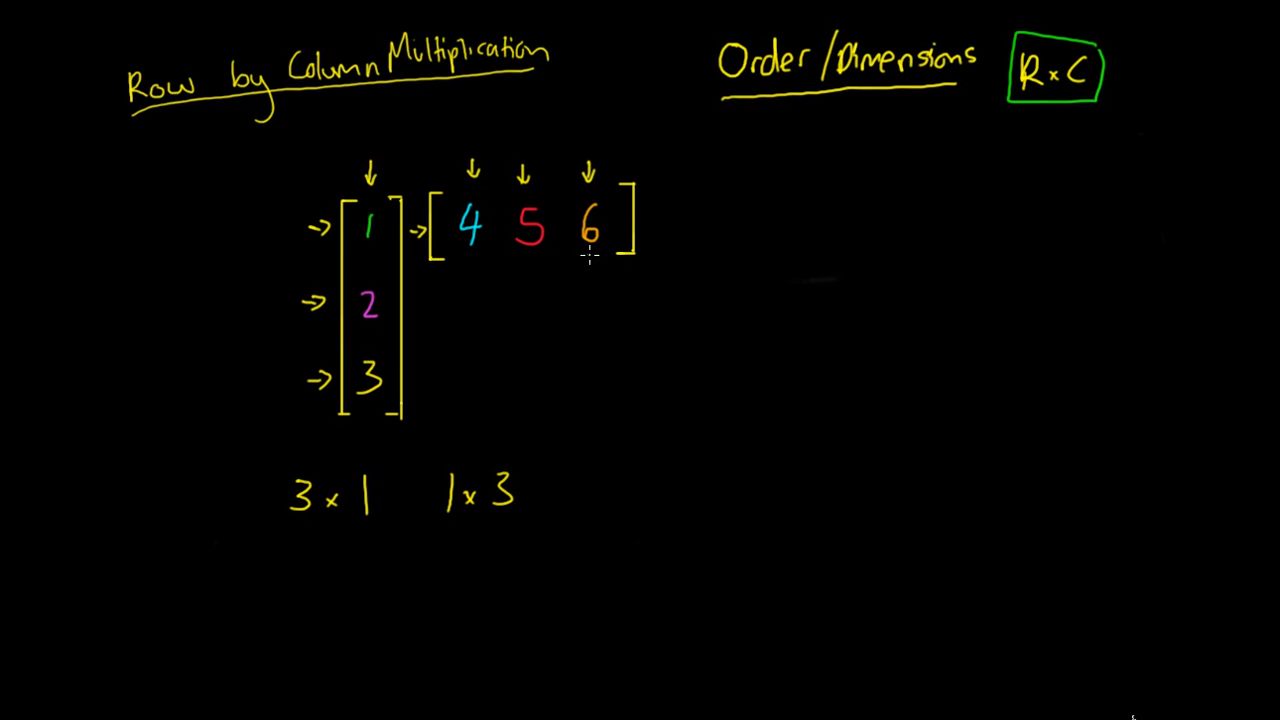 Row by Column Multiplication
Order/Dimensions R×C
↓ ↓ ↓ ↓
→ [1] → [4 5 6]
→ 2
→ 3
3×1 1×3